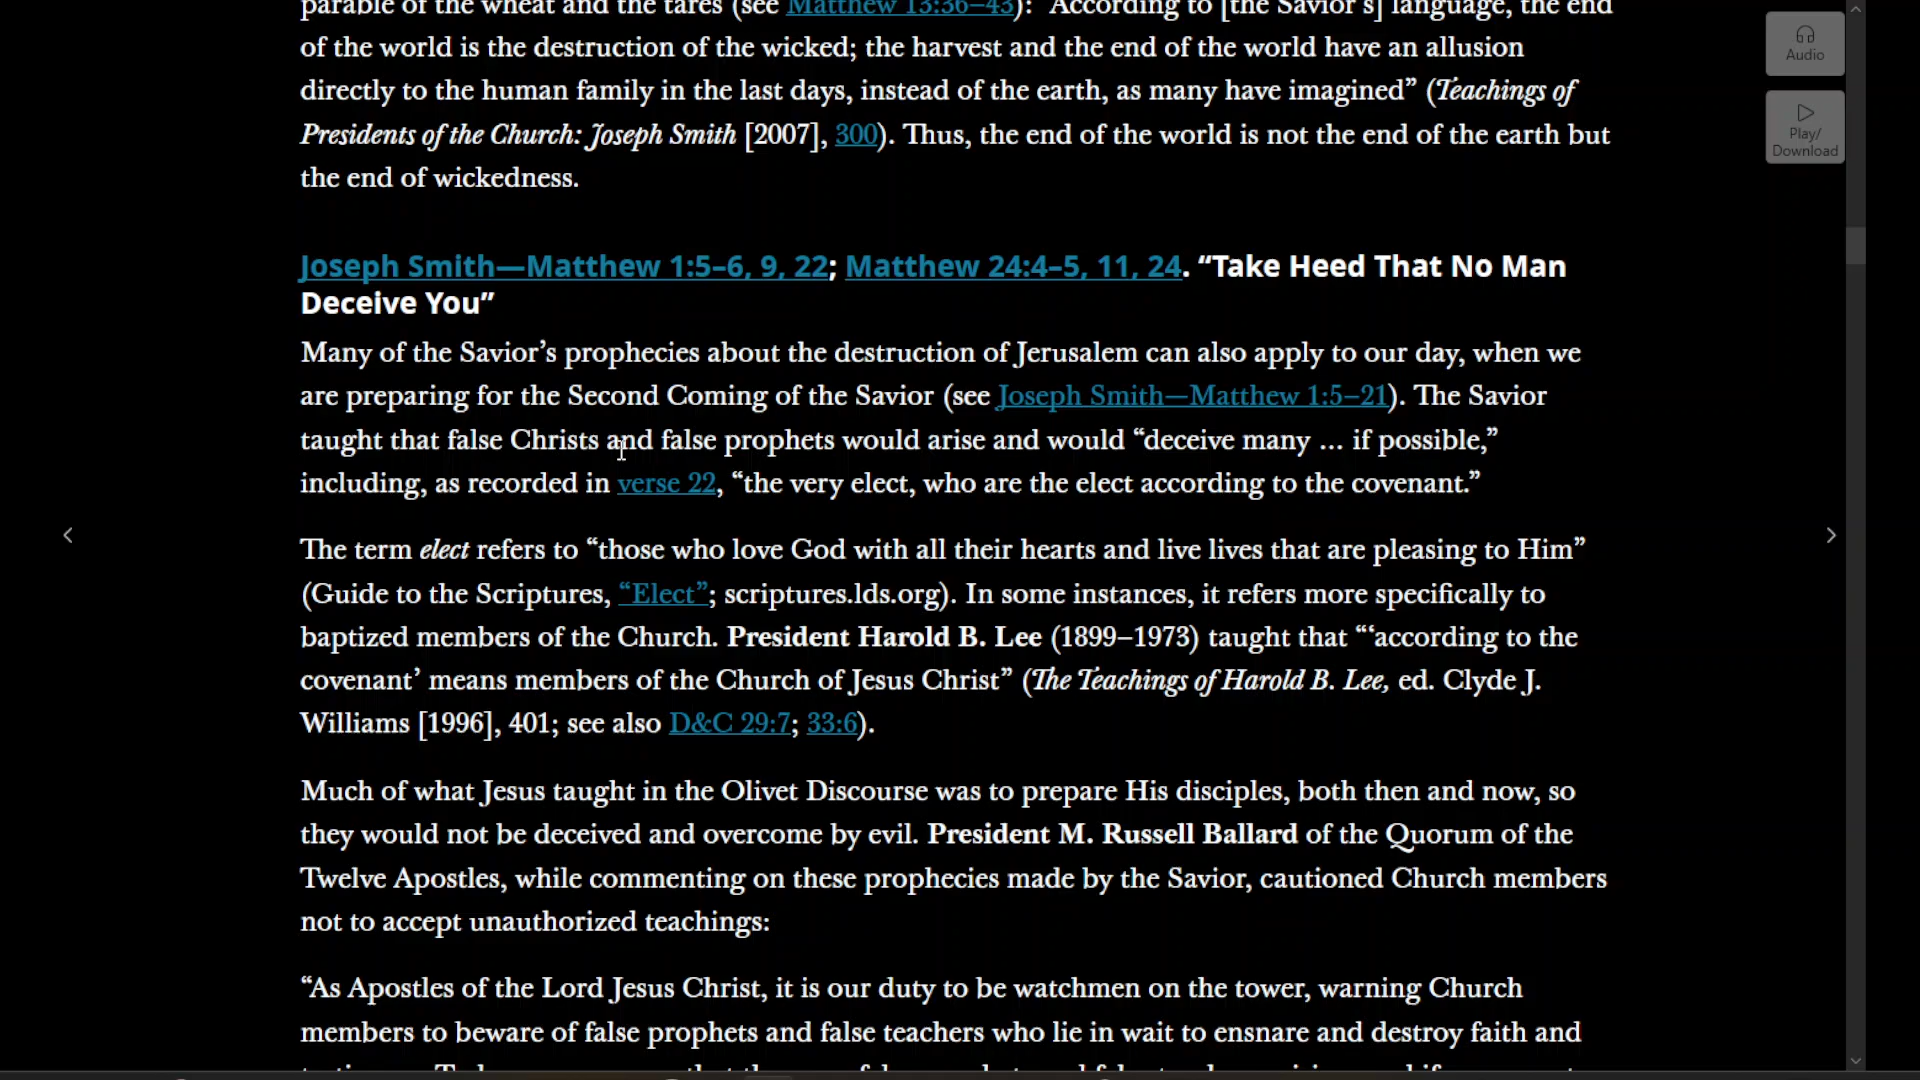 parable of the wheat and the tares (see Matthew 13:36–43): “According to [the Savior’s] language, the end
of the world is the destruction of the wicked; the harvest and the end of the world have an allusion
directly to the human family in the last days, instead of the earth, as many have imagined” (Teachings of
Presidents of the Church: Joseph Smith [2007], 300). Thus, the end of the world is not the end of the earth but
the end of wickedness.
Joseph Smith—Matthew 1:5–6, 9, 22; Matthew 24:4–5, 11, 24. “Take Heed That No Man
Deceive You”
Many of the Savior’s prophecies about the destruction of Jerusalem can also apply to our day, when we
are preparing for the Second Coming of the Savior (see Joseph Smith—Matthew 1:5–21). The Savior
taught that false Christs and false prophets would arise and would “deceive many … if possible,”
including, as recorded in verse 22, “the very elect, who are the elect according to the covenant.”
The term elect refers to “those who love God with all their hearts and live lives that are pleasing to Him”
(Guide to the Scriptures, “Elect”; scriptures.lds.org). In some instances, it refers more specifically to
baptized members of the Church. President Harold B. Lee (1899–1973) taught that “‘according to the
covenant’ means members of the Church of Jesus Christ” (The Teachings of Harold B. Lee, ed. Clyde J.
Williams [1996], 401; see also D&C 29:7; 33:6).
Much of what Jesus taught in the Olivet Discourse was to prepare His disciples, both then and now, so
they would not be deceived and overcome by evil. President M. Russell Ballard of the Quorum of the
Twelve Apostles, while commenting on these prophecies made by the Savior, cautioned Church members
not to accept unauthorized teachings:
“As Apostles of the Lord Jesus Christ, it is our duty to be watchmen on the tower, warning Church
members to beware of false prophets and false teachers who lie in wait to ensnare and destroy faith and
Audio
Play/
Download